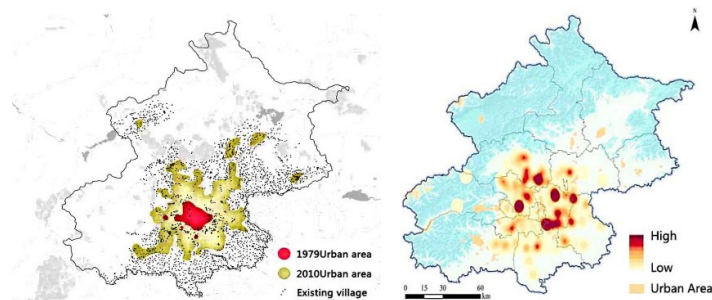 1979Urban area
2010Urban area
Existing village
N
High
Low
Urban Area
0 15 30 60
KM